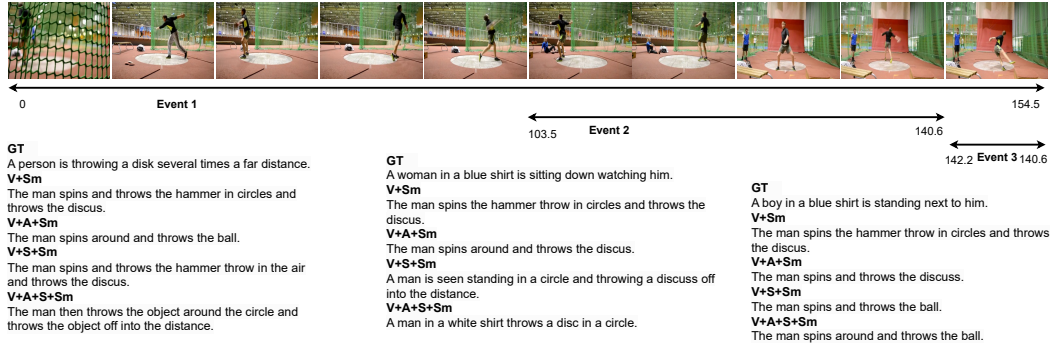 0
Event 1
154.5
103.5
Event 2
140.6
142.2
Event 3
140.6
GT
A person is throwing a disk several times a far distance.
V+Sm
The man spins and throws the hammer in circles and
throws the discus.
V+A+Sm
The man spins around and throws the ball.
V+S+Sm
The man spins and throws the hammer throw in the air
and throws the discus.
V+A+S+Sm
The man then throws the object around the circle and
throws the object off into the distance.
GT
A woman in a blue shirt is sitting down watching him.
V+Sm
The man spins the hammer throw in circles and throws the
discus.
V+A+Sm
The man spins around and throws the discus.
V+S+Sm
A man is seen standing in a circle and throwing a discuss off
into the distance.
V+A+S+Sm
A man in a white shirt throws a disc in a circle.
GT
A boy in a blue shirt is standing next to him.
V+Sm
The man spins the hammer throw in circles and throws
the discus.
V+A+Sm
The man spins and throws the discuss.
V+S+Sm
The man spins and throws the ball.
V+A+S+Sm
The man spins around and throws the ball.